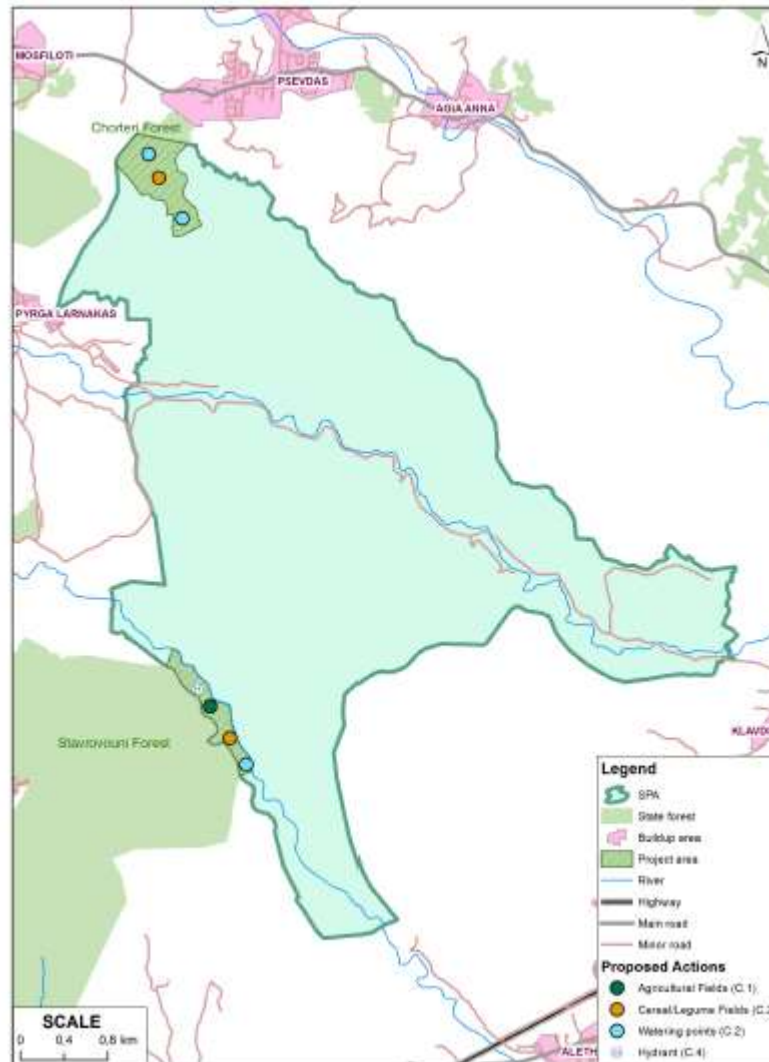 MOSFILOTI
PSEVDAS
AGIA ANNA
N
Chorteri Forest
PYRGA LARNAKAS
Stavrovouni Forest
KLAVD
Legend
SPA
State forest
Buildup area
Project area
River
Highway
Main road
Minor road
Proposed Actions
Agricultural Fields (C.1)
Cereal/Legume Fields (C.2
Watering points (C.2)
Hydrant (C.4)
SCALE
0 0,4 0,8 km
ALETH